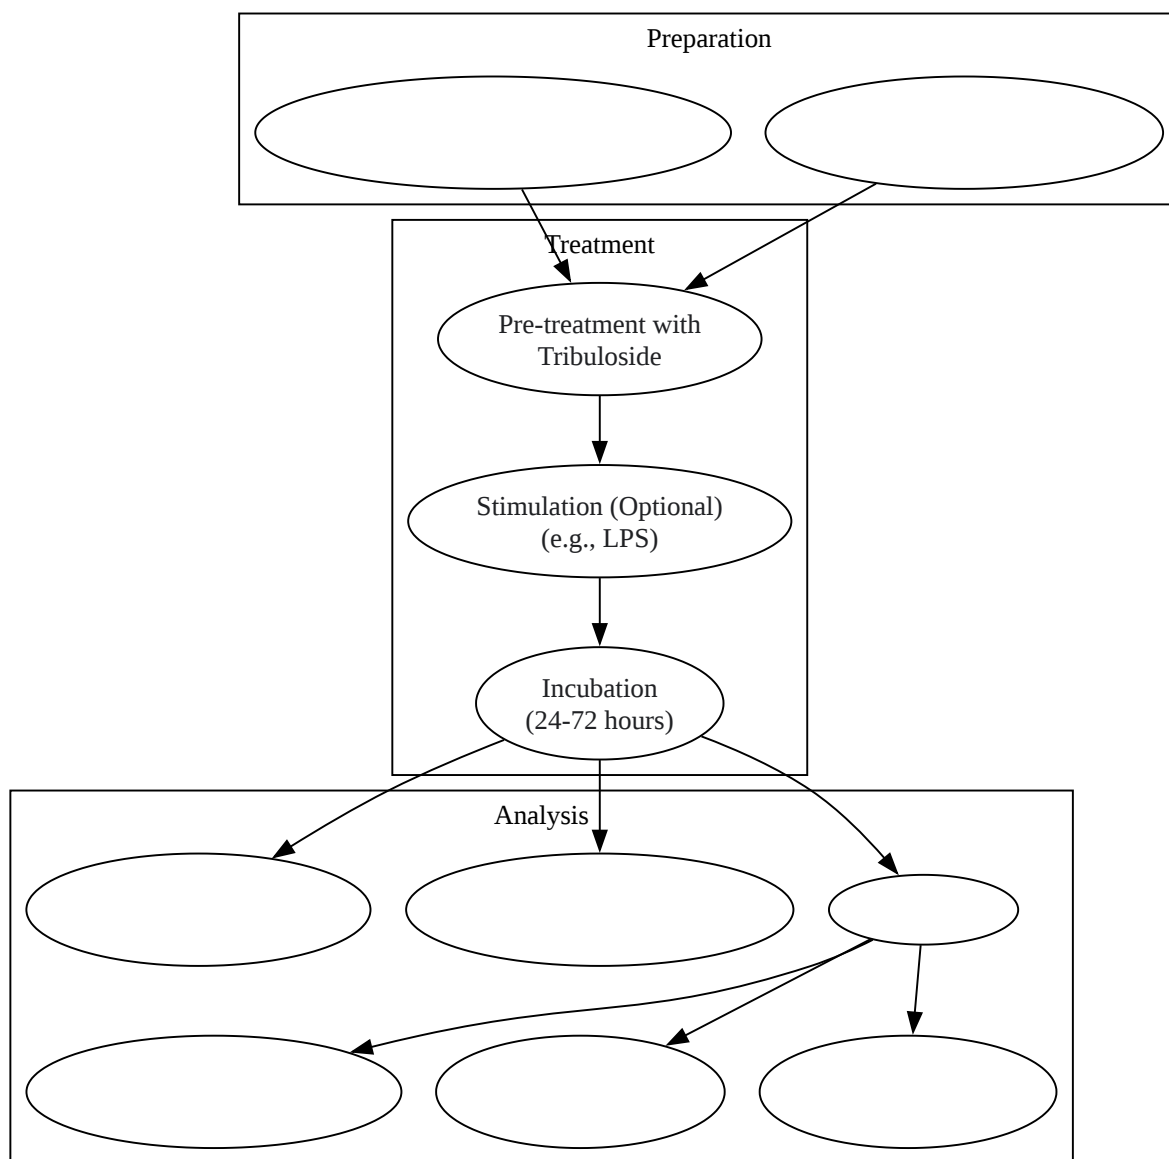 Preparation
Treatment
Pre-treatment with
Tribuloside
Stimulation (Optional)
(e.g., LPS)
Incubation
(24-72 hours)
Analysis